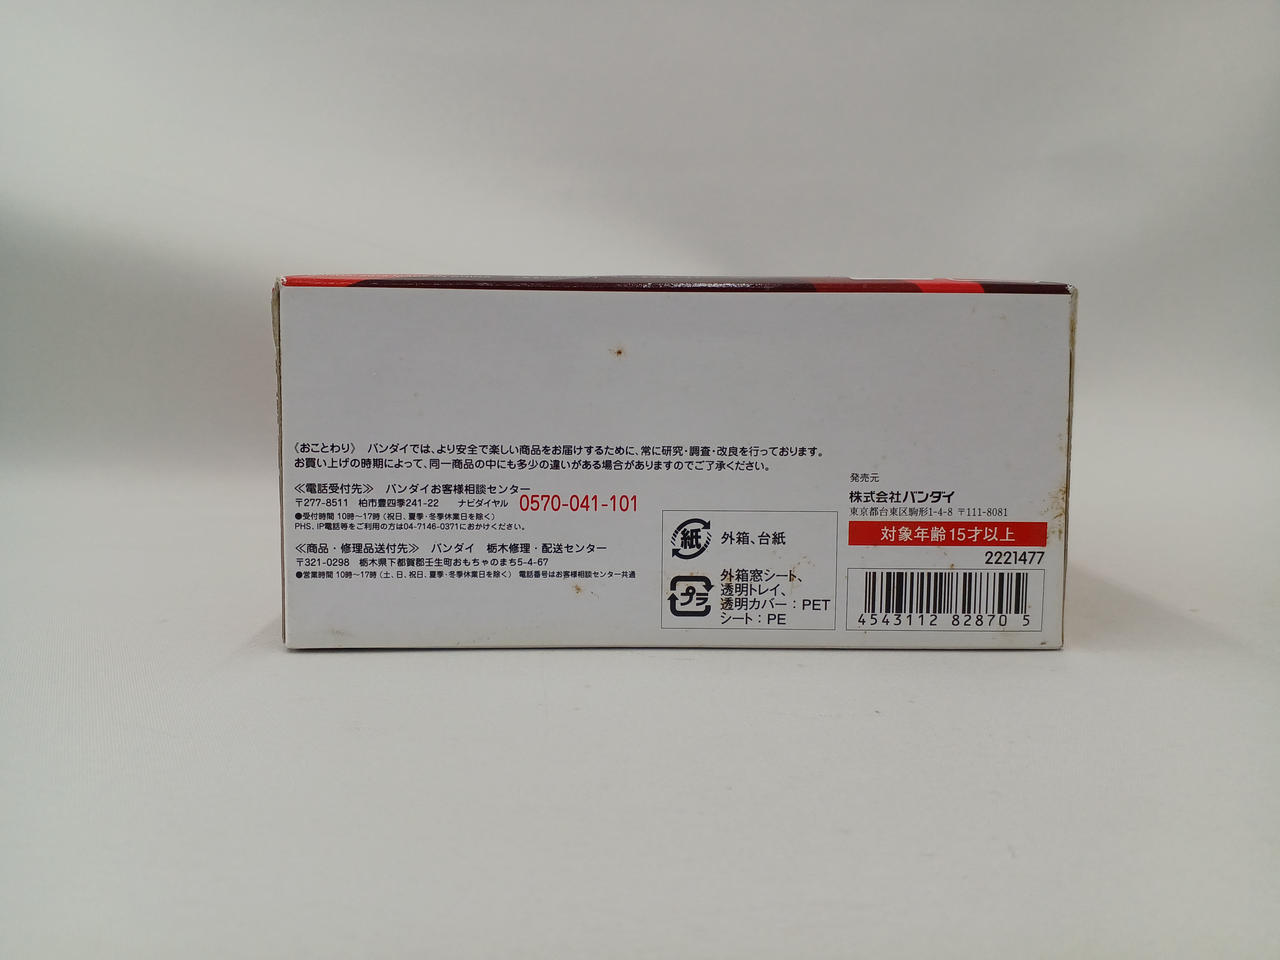 《おことわり》 バンダイでは、より安全で楽しい商品をお届けするために、常に研究・調査・改良を行っております。
お買い上げの時期によって、同一商品の中にも多少の違いがある場合がありますのでご了承ください。
≪電話受付先≫ バンダイお客様相談センター
〒277-8511 柏市豊四季241-22 ナビダイヤル 0570-041-101
●受付時間 10時〜17時(祝日、夏季・冬季休業日を除く)
PHS、IP電話等をご利用の方は04-7146-0371におかけください。
≪商品・修理品送付先≫ バンダイ 栃木修理・配送センター
〒321-0298 栃木県下都賀郡壬生町おもちゃのまち5-4-67
●営業時間 10時〜17時(土、日、祝日、夏季・冬季休業日を除く) 電話番号はお客様相談センター共通
紙 外箱、台紙
プラ 外箱窓シート、
透明トレイ、
透明カバー:PET
シート:PE
発売元
株式会社バンダイ
東京都台東区駒形1-4-8 〒111-8081
対象年齢15才以上
2221477
4543112 82870 5